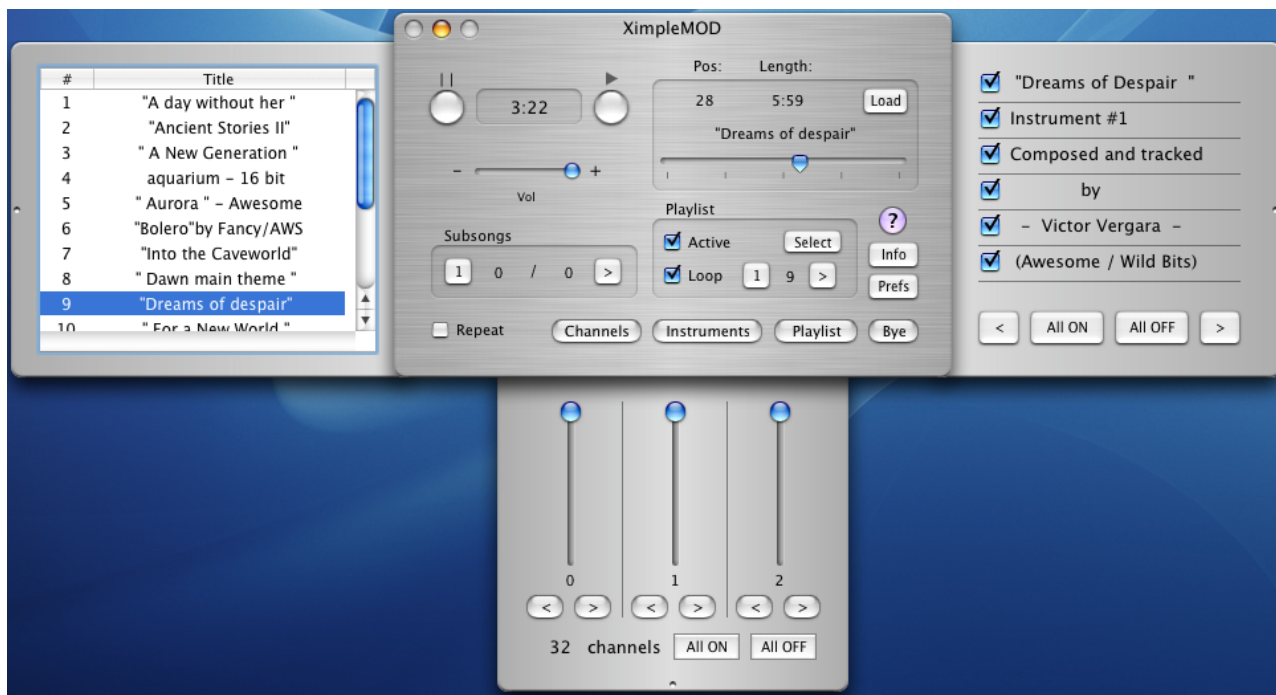 XimpleMOD
# Title
1 "A day without her "
2 "Ancient Stories II"
3 " A New Generation "
4 aquarium - 16 bit
5 " Aurora " - Awesome
6 "Bolero"by Fancy/AWS
7 "Into the Caveworld"
8 " Dawn main theme "
9 "Dreams of despair"
10 " For a New World "
3:22
- +
Vol
Pos: Length:
28 5:59 Load
"Dreams of despair"
Subsongs
1 0 / 0 >
Playlist
Active Select
Loop 1 9 >
?
Info
Prefs
Repeat Channels Instruments Playlist Bye
"Dreams of Despair "
Instrument #1
Composed and tracked
by
- Victor Vergara -
(Awesome / Wild Bits)
< All ON All OFF >
0 1 2
< > < > < >
32 channels All ON All OFF